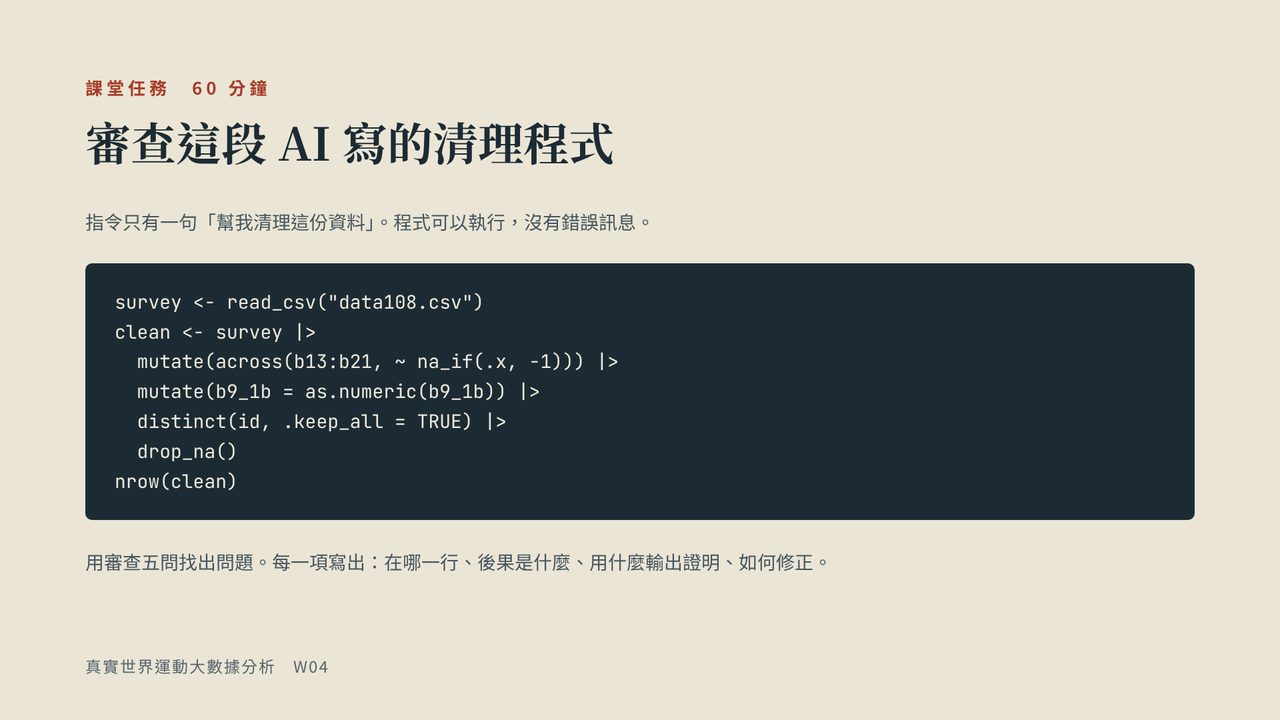 課堂任務 60 分鐘
審查這段 AI 寫的清理程式
指令只有一句「幫我清理這份資料」。程式可以執行，沒有錯誤訊息。
survey <- read_csv("data108.csv")
clean <- survey |>
  mutate(across(b13:b21, ~ na_if(.x, -1))) |>
  mutate(b9_1b = as.numeric(b9_1b)) |>
  distinct(id, .keep_all = TRUE) |>
  drop_na()
nrow(clean)
用審查五問找出問題。每一項寫出：在哪一行、後果是什麼、用什麼輸出證明、如何修正。
真實世界運動大數據分析 W04